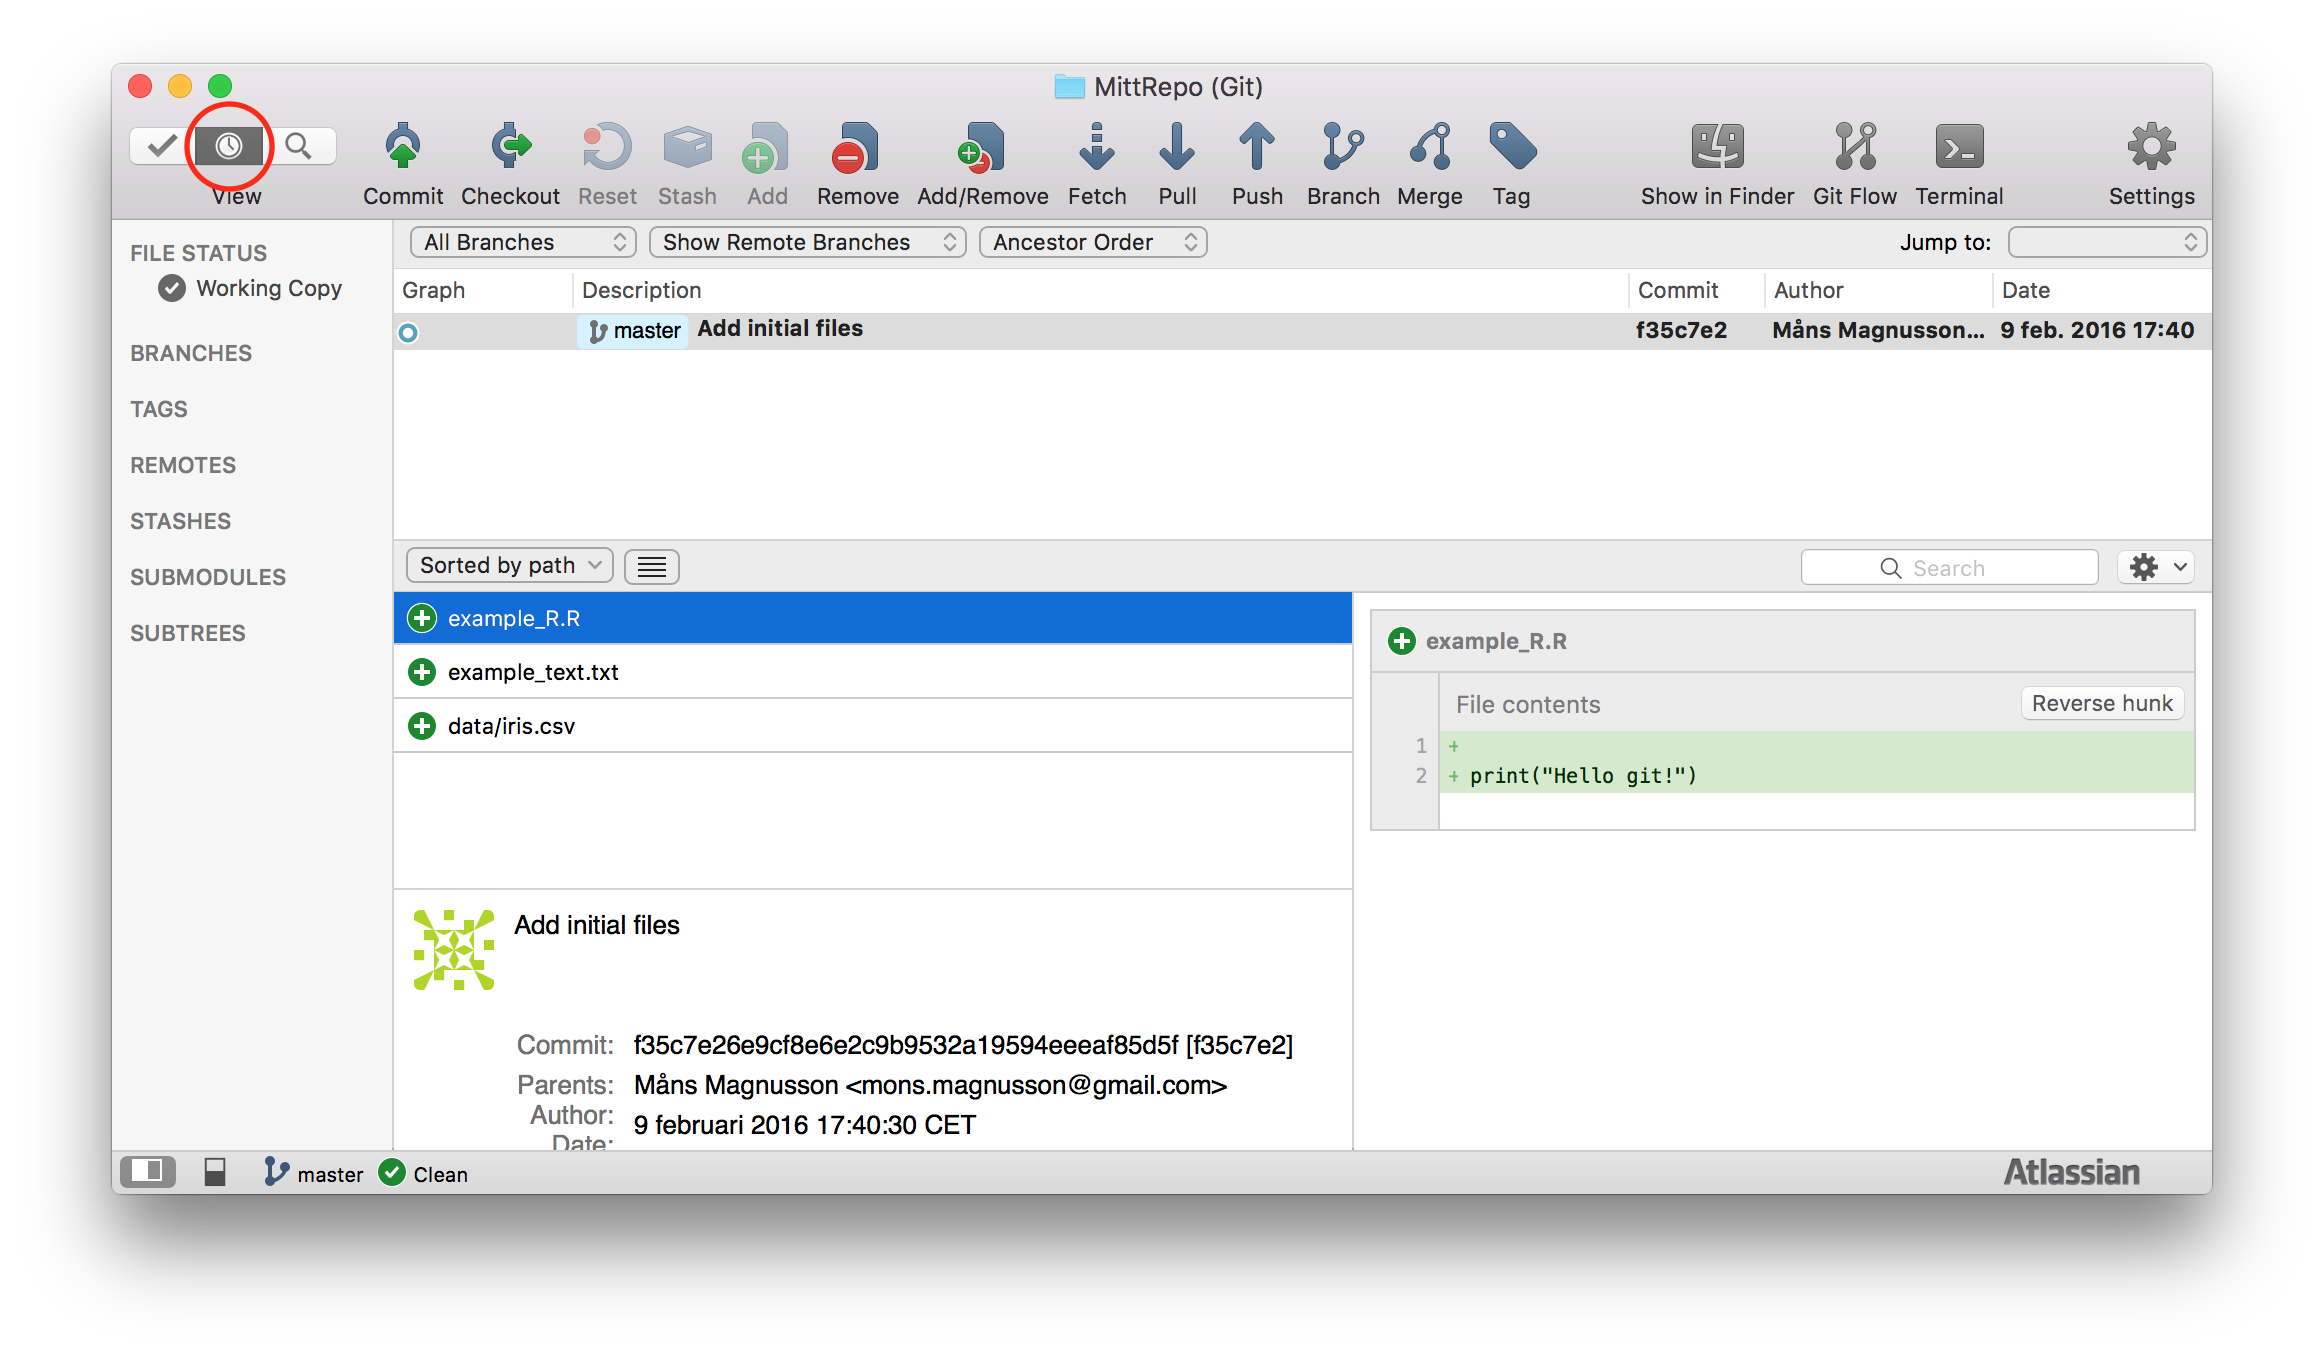 MittRepo (Git)
View Commit Checkout Reset Stash Add Remove Add/Remove Fetch Pull Push Branch Merge Tag Show in Finder Git Flow Terminal Settings
FILE STATUS
Working Copy
BRANCHES
TAGS
REMOTES
STASHES
SUBMODULES
SUBTREES
All Branches Show Remote Branches Ancestor Order Jump to:
Graph Description Commit Author Date
master Add initial files f35c7e2 Måns Magnusson... 9 feb. 2016 17:40
Sorted by path Search
example_R.R
example_text.txt
data/iris.csv
example_R.R
File contents Reverse hunk
1 +
2 + print("Hello git!")
Add initial files
Commit: f35c7e26e9cf8e6e2c9b9532a19594eeeaf85d5f [f35c7e2]
Parents: Måns Magnusson <mons.magnusson@gmail.com>
Author:
9 februari 2016 17:40:30 CET
Date:
master Clean Atlassian